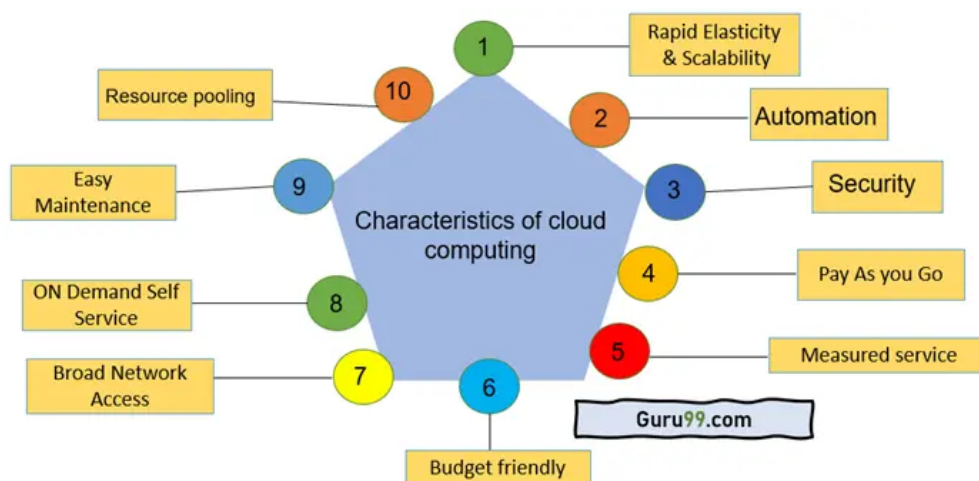 1
Rapid Elasticity
& Scalability
2
Automation
3
Security
4
Pay As you Go
5
Measured service
6
Budget friendly
7
Broad Network
Access
8
ON Demand Self
Service
9
Easy
Maintenance
10
Resource pooling
Characteristics of cloud
computing
Guru99.com